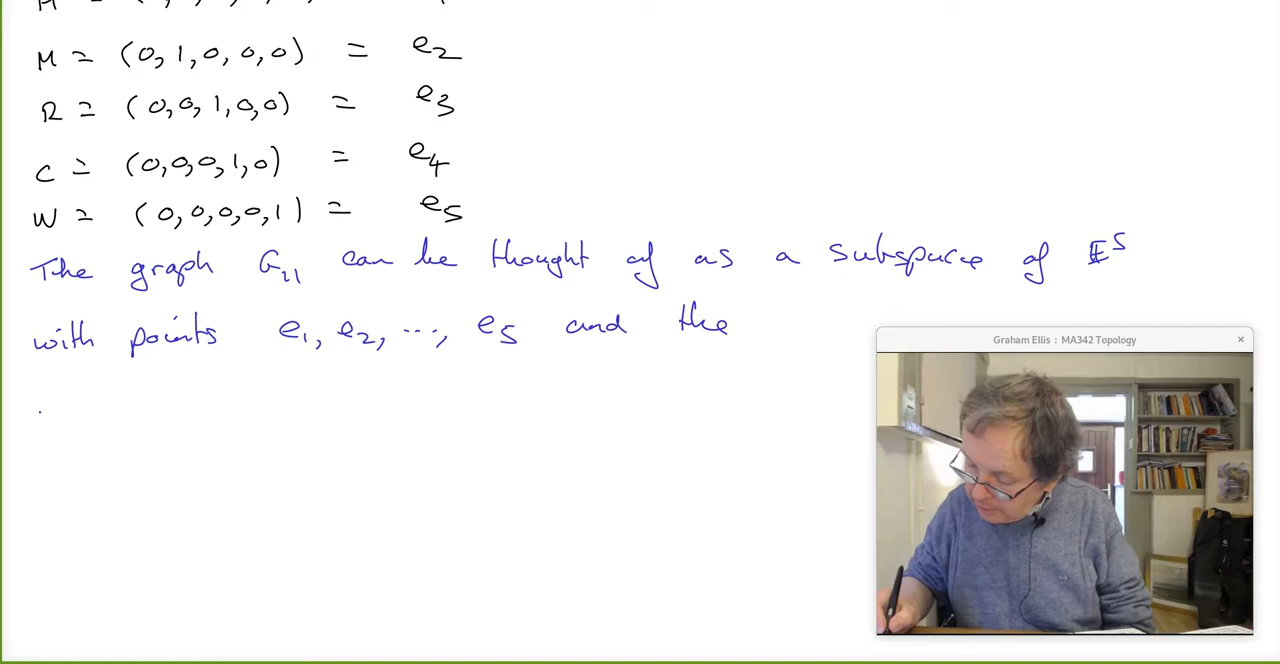 M = (0, 1, 0, 0, 0) = e2
R = (0, 0, 1, 0, 0) = e3
C = (0,0,0,1,0) = e4
W = (0,0,0,0,1) = e5
The graph G21 can be thought of as a subspace of 𝔼^5
with points e1, e2, ..., e5 and the
Graham Ellis : MA342 Topology